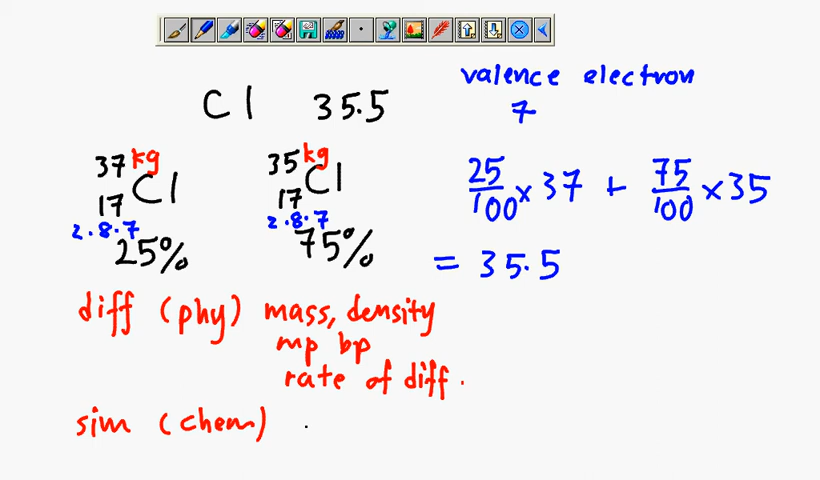 valence electron
7
Cl 35.5
37 kg 17 Cl
35 kg 17 Cl
2.8.7
2.8.7
25%
75%
25/100 × 37 + 75/100 × 35
= 35.5
diff (phy) mass, density
mp bp
rate of diff.
sim (chem)